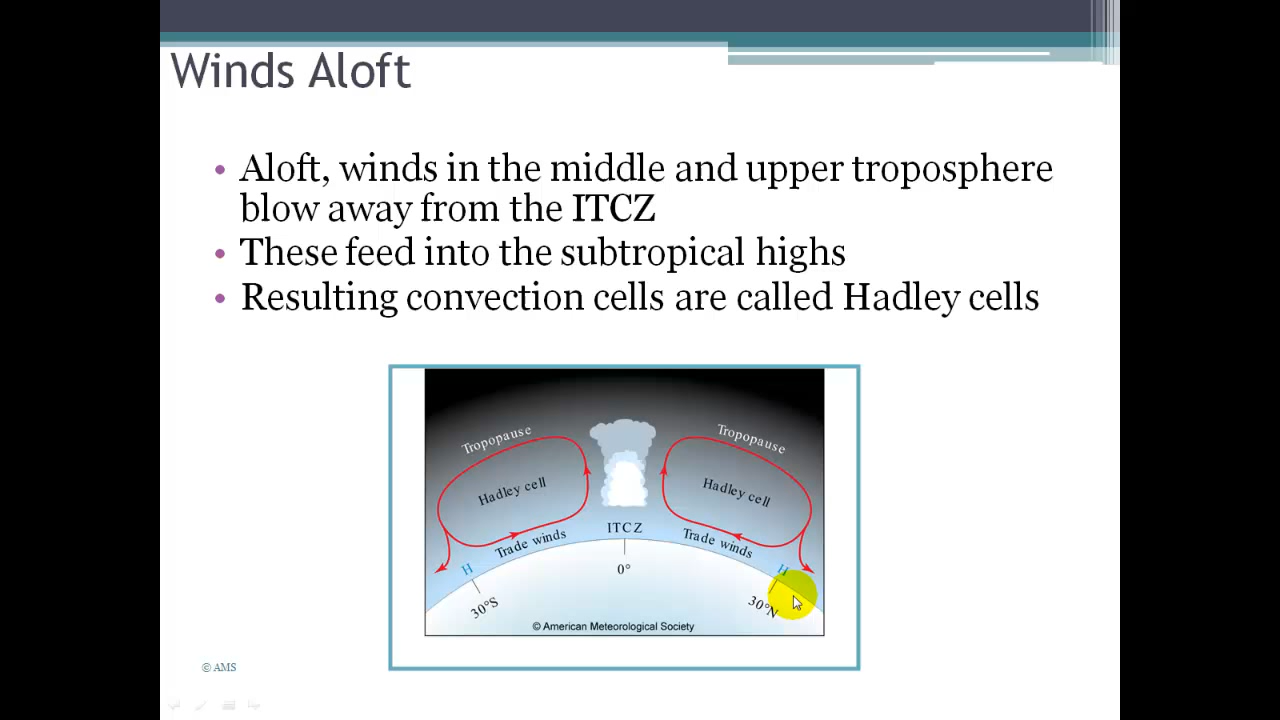 Winds Aloft
• Aloft, winds in the middle and upper troposphere
blow away from the ITCZ
• These feed into the subtropical highs
• Resulting convection cells are called Hadley cells
Tropopause
Tropopause
Hadley cell
Hadley cell
ITCZ
Trade winds
Trade winds
H
H
0°
30°S
30°N
© American Meteorological Society
© AMS